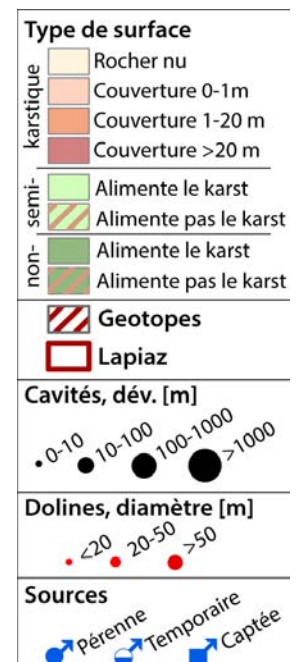 Type de surface
karstique
Rocher nu
Couverture 0-1m
Couverture 1-20 m
Couverture >20 m
semi-
Alimente le karst
Alimente pas le karst
non-
Alimente le karst
Alimente pas le karst
Geotopes
Lapiaz
Cavités, dév. [m]
0-10 10-100 100-1000 >1000
Dolines, diamètre [m]
<20 20-50 >50
Sources
Pérenne Temporaire Captée